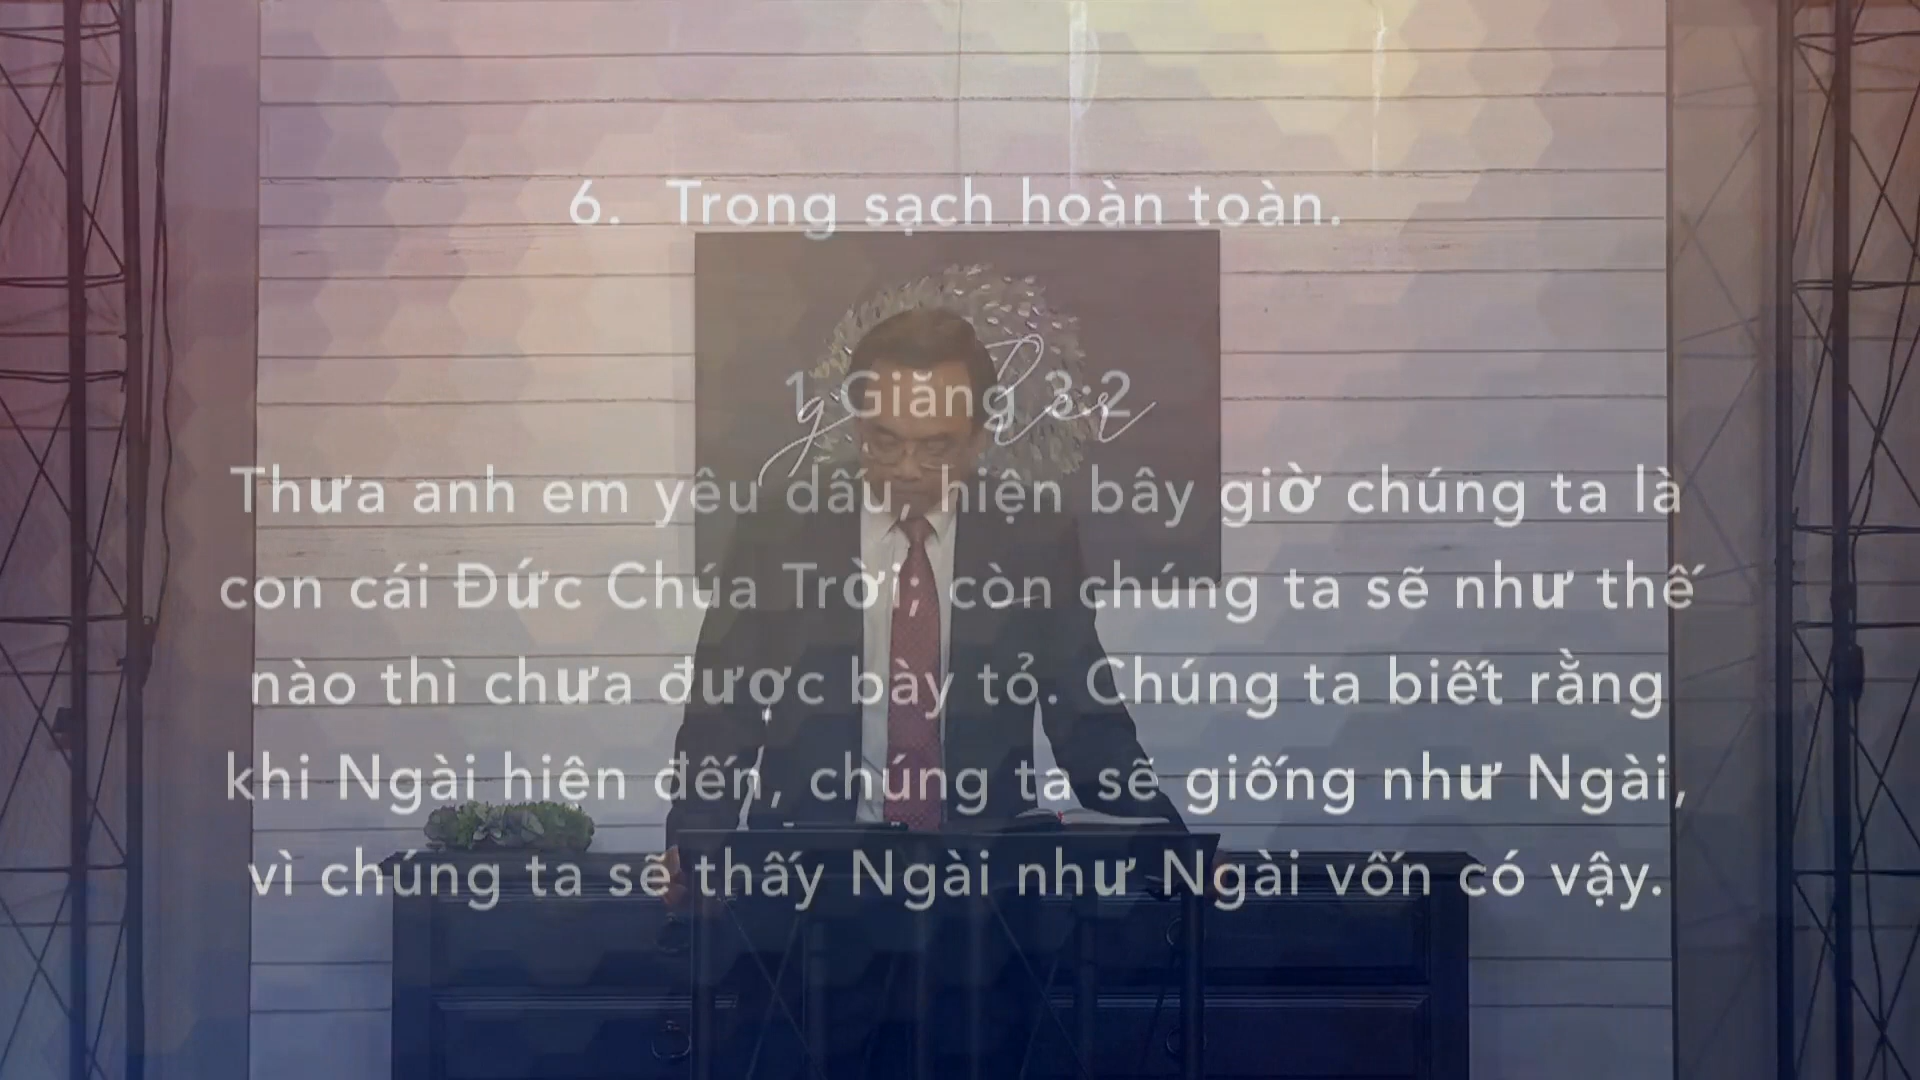 6. Trong sạch hoàn toàn.
1 Giăng 3:2
Thưa anh em yêu dấu, hiện bây giờ chúng ta là
con cái Đức Chúa Trời; còn chúng ta sẽ như thế
nào thì chưa được bày tỏ. Chúng ta biết rằng
khi Ngài hiện đến, chúng ta sẽ giống như Ngài,
vì chúng ta sẽ thấy Ngài như Ngài vốn có vậy.